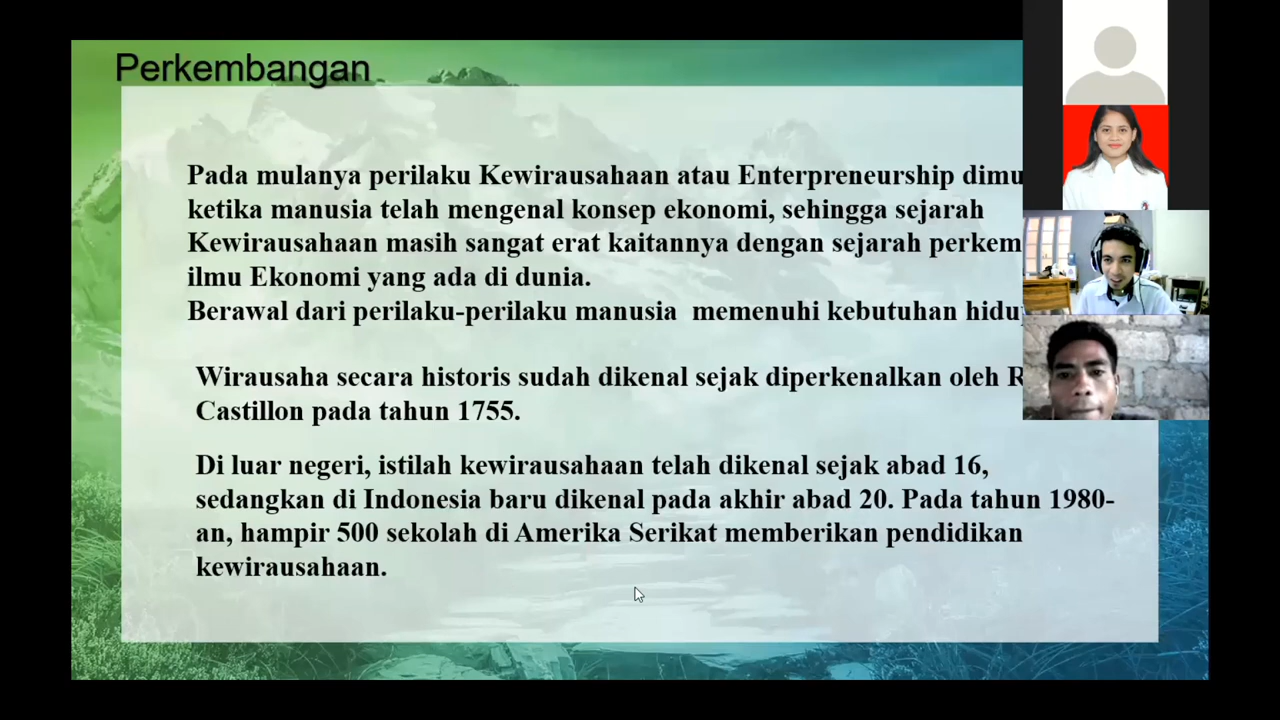 Perkembangan
Pada mulanya perilaku Kewirausahaan atau Enterpreneurship
ketika manusia telah mengenal konsep ekonomi, sehingga sejarah
Kewirausahaan masih sangat erat kaitannya dengan sejarah
ilmu Ekonomi yang ada di dunia.
Berawal dari perilaku-perilaku manusia memenuhi kebutuhan
Wirausaha secara historis sudah dikenal sejak diperkenalkan oleh
Castillon pada tahun 1755.
Di luar negeri, istilah kewirausahaan telah dikenal sejak abad 16,
sedangkan di Indonesia baru dikenal pada akhir abad 20. Pada tahun 1980-
an, hampir 500 sekolah di Amerika Serikat memberikan pendidikan
kewirausahaan.